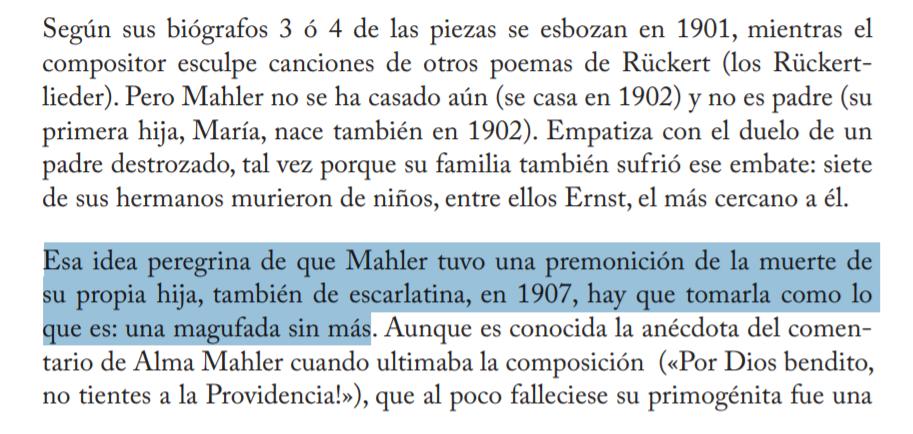 Según sus biógrafos 3 ó 4 de las piezas se esbozan en 1901, mientras el
compositor esculpe canciones de otros poemas de Rückert (los Rückert-
lieder). Pero Mahler no se ha casado aún (se casa en 1902) y no es padre (su
primera hija, María, nace también en 1902). Empatiza con el duelo de un
padre destrozado, tal vez porque su familia también sufrió ese embate: siete
de sus hermanos murieron de niños, entre ellos Ernst, el más cercano a él.
Esa idea peregrina de que Mahler tuvo una premonición de la muerte de
su propia hija, también de escarlatina, en 1907, hay que tomarla como lo
que es: una magufada sin más. Aunque es conocida la anécdota del comen-
tario de Alma Mahler cuando ultimaba la composición («Por Dios bendito,
no tientes a la Providencia!»), que al poco falleciese su primogénita fue una